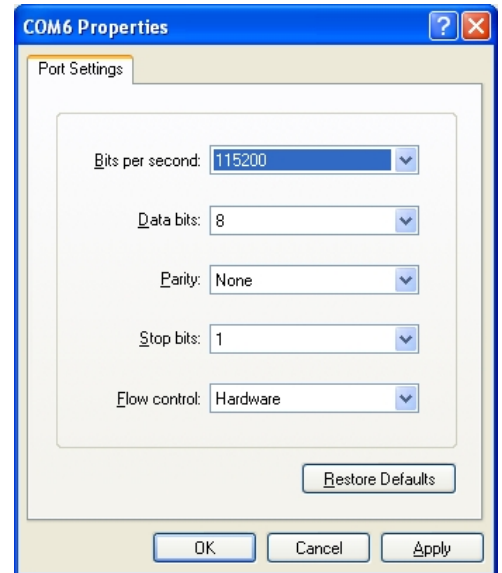 COM6 Properties
Port Settings
Bits per second: 115200
Data bits: 8
Parity: None
Stop bits: 1
Flow control: Hardware
Restore Defaults
OK Cancel Apply